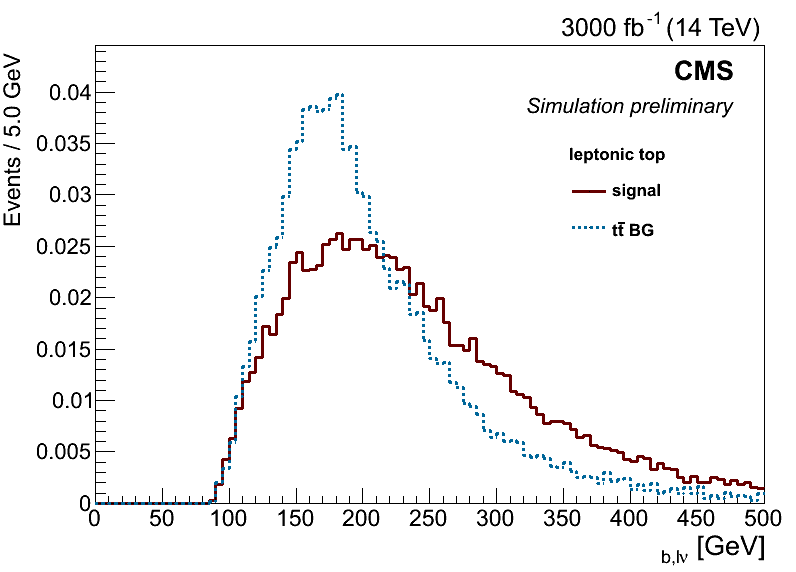 3000 fb⁻¹ (14 TeV)
CMS
Simulation preliminary
leptonic top
signal
tt̄ BG
Events / 5.0 GeV
0.04
0.035
0.03
0.025
0.02
0.015
0.01
0.005
0
0 50 100 150 200 250 300 350 400 450 500
b,lν [GeV]